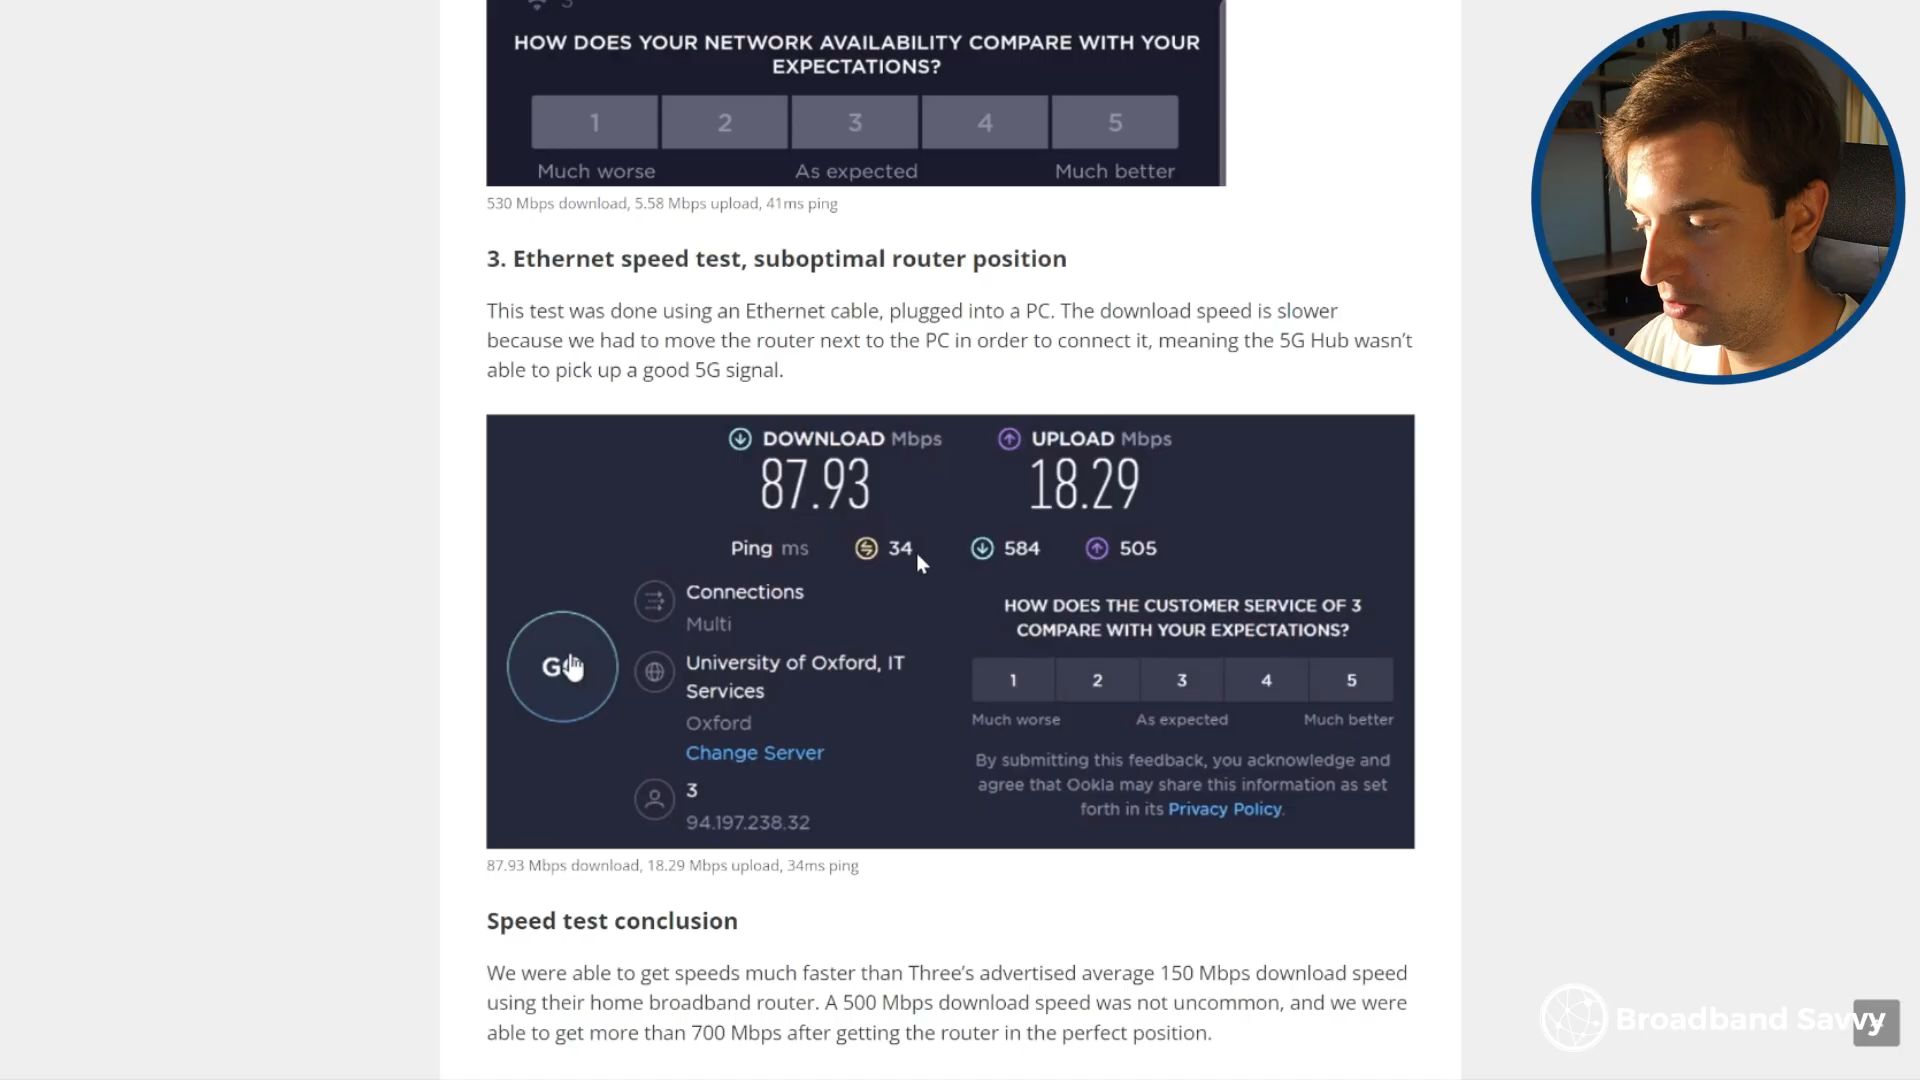 3
HOW DOES YOUR NETWORK AVAILABILITY COMPARE WITH YOUR
EXPECTATIONS?
1 2 3 4 5
Much worse As expected Much better
530 Mbps download, 5.58 Mbps upload, 41ms ping
3. Ethernet speed test, suboptimal router position
This test was done using an Ethernet cable, plugged into a PC. The download speed is slower
because we had to move the router next to the PC in order to connect it, meaning the 5G Hub wasn't
able to pick up a good 5G signal.
DOWNLOAD Mbps UPLOAD Mbps
87.93 18.29
Ping ms 34 584 505
Connections
Multi
University of Oxford, IT
Services
Oxford
Change Server
3
94.197.238.32
HOW DOES THE CUSTOMER SERVICE OF 3
COMPARE WITH YOUR EXPECTATIONS?
1 2 3 4 5
Much worse As expected Much better
By submitting this feedback, you acknowledge and
agree that Ookla may share this information as set
forth in its Privacy Policy.
87.93 Mbps download, 18.29 Mbps upload, 34ms ping
Speed test conclusion
We were able to get speeds much faster than Three's advertised average 150 Mbps download speed
using their home broadband router. A 500 Mbps download speed was not uncommon, and we were
able to get more than 700 Mbps after getting the router in the perfect position.
Broadband Savvy